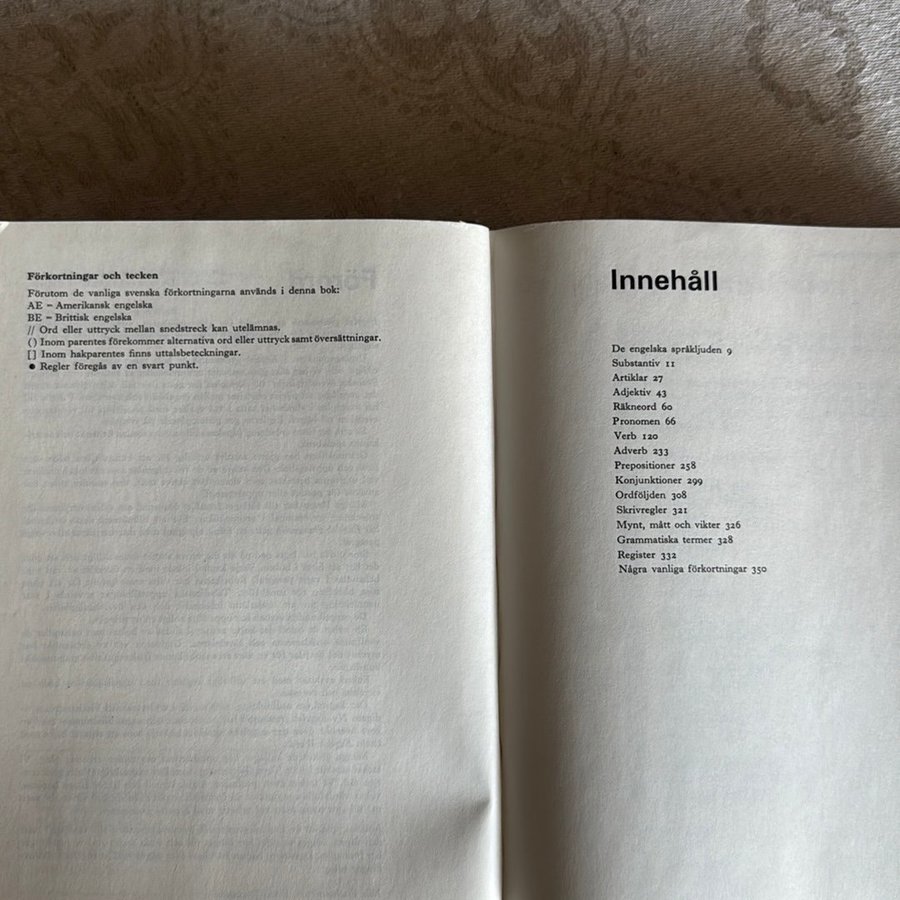 Förkortningar och tecken
Förutom de vanliga svenska förkortningarna används i denna bok:
AE = Amerikansk engelska
BE = Brittisk engelska
// Ord eller uttryck mellan snedstreck kan utelämnas.
() Inom parentes förekommer alternativa ord eller uttryck samt översättningar.
[] Inom hakparentes finns uttalsbeteckningar.
● Regler föregås av en svart punkt.
Innehåll
De engelska språkljuden 9
Substantiv 11
Artiklar 27
Adjektiv 43
Räkneord 60
Pronomen 66
Verb 120
Adverb 233
Prepositioner 258
Konjunktioner 299
Ordföljden 308
Skrivregler 321
Mynt, mått och vikter 326
Grammatiska termer 328
Register 332
Några vanliga förkortningar 350